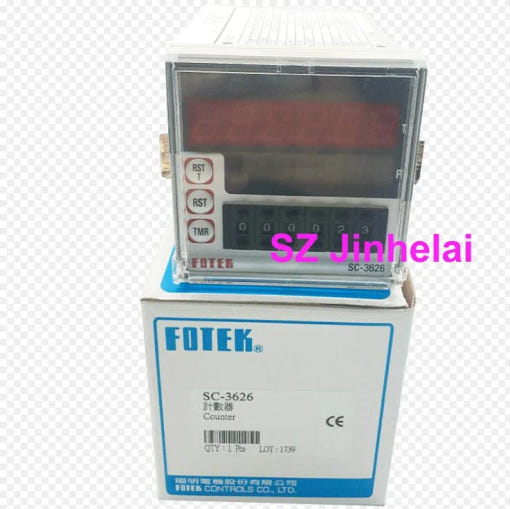 T
R
RST
T
RST
TMR
0 0 0 0 2 3
FOTEK
SC-3626
SZ Jinhelai
FOTEK®
SC-3626
計數器
Counter
CE
QTY : 1 Pcs LOT : 1739
陽明電機股份有限公司
FOTEK CONTROLS CO., LTD.